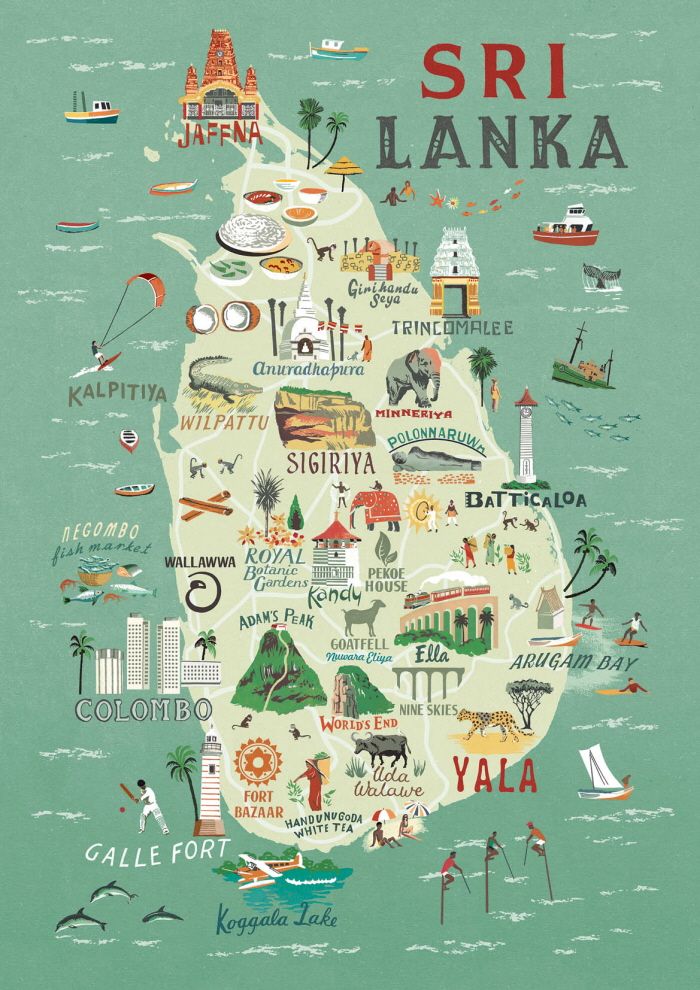 SRI
LANKA
JAFFNA
Girihandu
Seya
TRINCOMALEE
Anuradhapura
KALPITIYA
WILPATTU
MINNERIYA
POLONNARUWA
SIGIRIYA
BATTICALOA
NEGOMBO
fish market
WALLAWWA
ROYAL
Botanic
Gardens
Kandy
PEKOE
HOUSE
ADAM'S PEAK
GOATFELL
Nuwara Eliya
Ella
ARUGAM BAY
COLOMBO
NINE SKIES
WORLD'S END
FORT
BAZAAR
Uda
Walawe
YALA
HANDUNUGODA
WHITE TEA
GALLE FORT
Koggala Lake